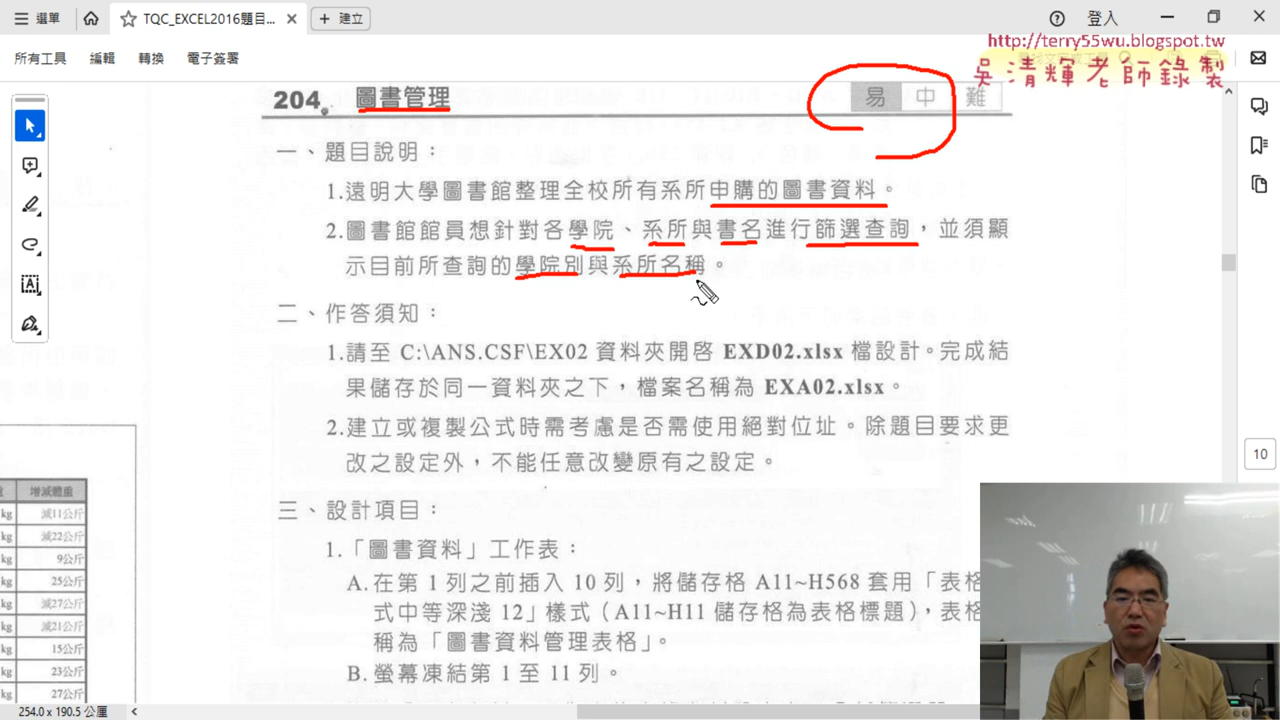 選單
TQC_EXCEL2016題目...
建立
登入
http://terry55wu.blogspot.tw
所有工具 編輯 轉換 電子簽署
吳清輝老師錄製
204. 圖書管理 易 中 難
一、題目說明：
1.遠明大學圖書館整理全校所有系所申購的圖書資料。
2.圖書館館員想針對各學院、系所與書名進行篩選查詢，並須顯
示目前所查詢的學院別與系所名稱。
二、作答須知：
1.請至 C:\ANS.CSF\EX02 資料夾開啓 EXD02.xlsx 檔設計。完成結
果儲存於同一資料夾之下，檔案名稱為 EXA02.xlsx。
2.建立或複製公式時需考慮是否需使用絕對位址。除題目要求更
改之設定外，不能任意改變原有之設定。
三、設計項目：
1.「圖書資料」工作表：
A.在第 1 列之前插入 10 列，將儲存格 A11~H568 套用「表格
式中等深淺 12」樣式（A11~H11 儲存格為表格標題），表格
稱為「圖書資料管理表格」。
B.螢幕凍結第 1 至 11 列。
增減體重
kg 減11公斤
kg 減22公斤
kg 9公斤
kg 25公斤
kg 減27公斤
kg 減21公斤
kg 15公斤
kg 23公斤
kg 27公斤
10
254.0 x 190.5 公厘